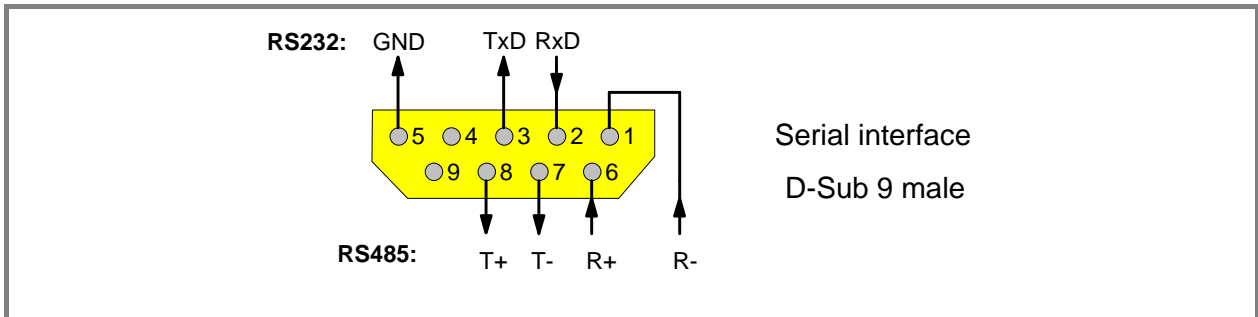 RS232: GND TxD RxD
5 4 3 2 1
Serial interface
9 8 7 6
D-Sub 9 male
RS485: T+ T- R+ R-